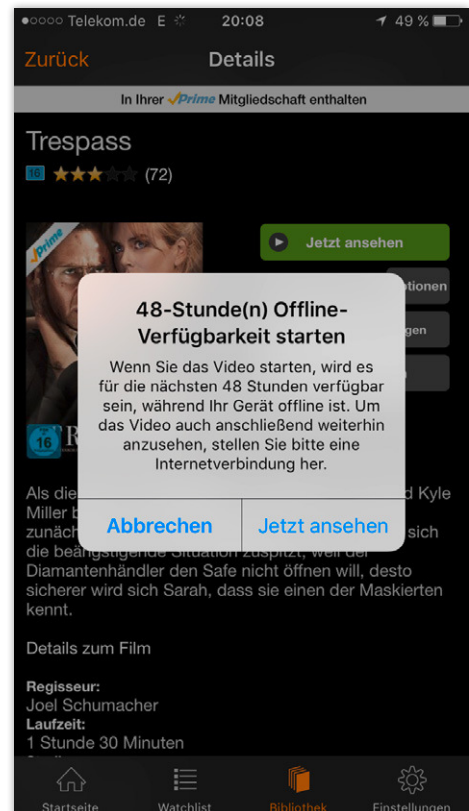 Telekom.de E 20:08 49 %
Zurück Details
In Ihrer Prime Mitgliedschaft enthalten
Trespass
16 (72)
Prime
Jetzt ansehen
tionen
gen
48-Stunde(n) Offline-
Verfügbarkeit starten
Wenn Sie das Video starten, wird es
für die nächsten 48 Stunden verfügbar
sein, während Ihr Gerät offline ist. Um
das Video auch anschließend weiterhin
anzusehen, stellen Sie bitte eine
Internetverbindung her.
Abbrechen Jetzt ansehen
16 R
Als die d Kyle
Miller b
zunäch sich
die beängstigende Situation zuspitzt, weil der
Diamantenhändler den Safe nicht öffnen will, desto
sicherer wird sich Sarah, dass sie einen der Maskierten
kennt.
Details zum Film
Regisseur:
Joel Schumacher
Laufzeit:
1 Stunde 30 Minuten
Startseite Watchlist Bibliothek Einstellungen